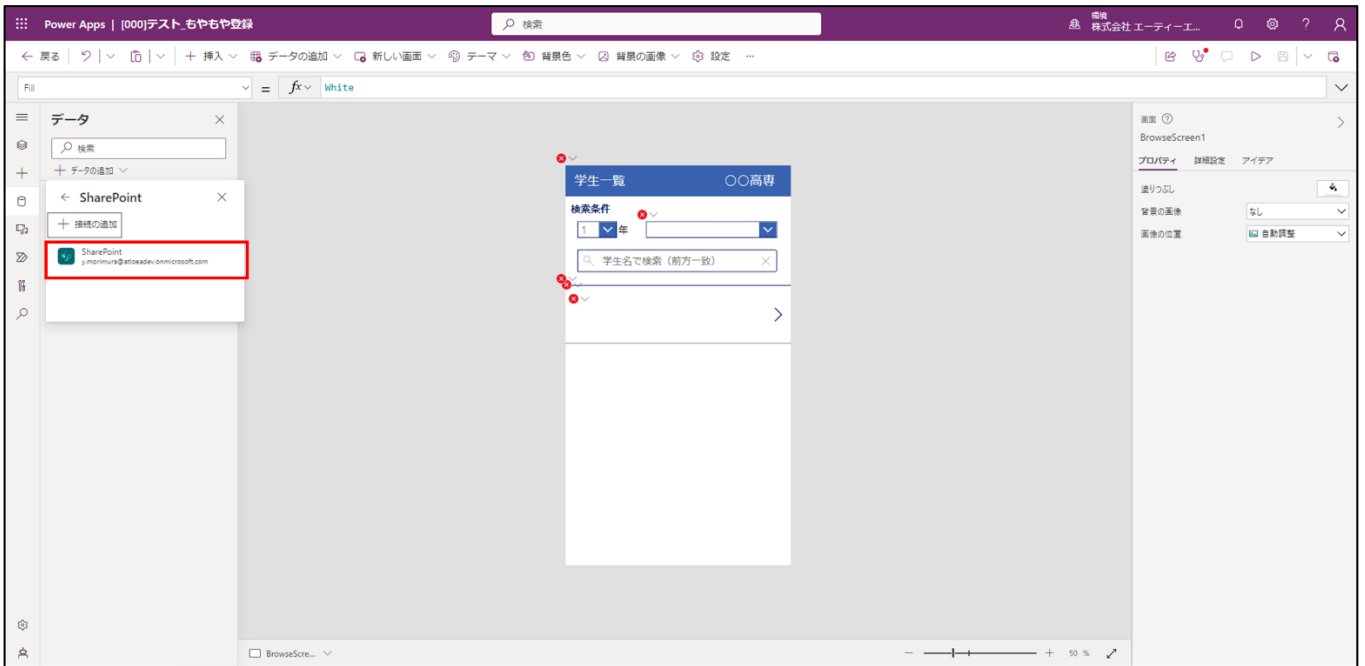 Power Apps | [000]テスト_もやもや登録
検索
環境
株式会社 エーティーエ...
?
戻る
挿入
データの追加
新しい画面
テーマ
背景色
背景の画像
設定
...
Fill
=
fx
White
データ
検索
データの追加
SharePoint
接続の追加
SharePoint
y.morimura@atloeadev.onmicrosoft.com
学生一覧 〇〇高専
検索条件
1 年
学生名で検索（前方一致）
画面
BrowseScreen1
プロパティ 詳細設定 アイデア
塗りつぶし
背景の画像 なし
画像の位置 自動調整
BrowseScre...
50 %